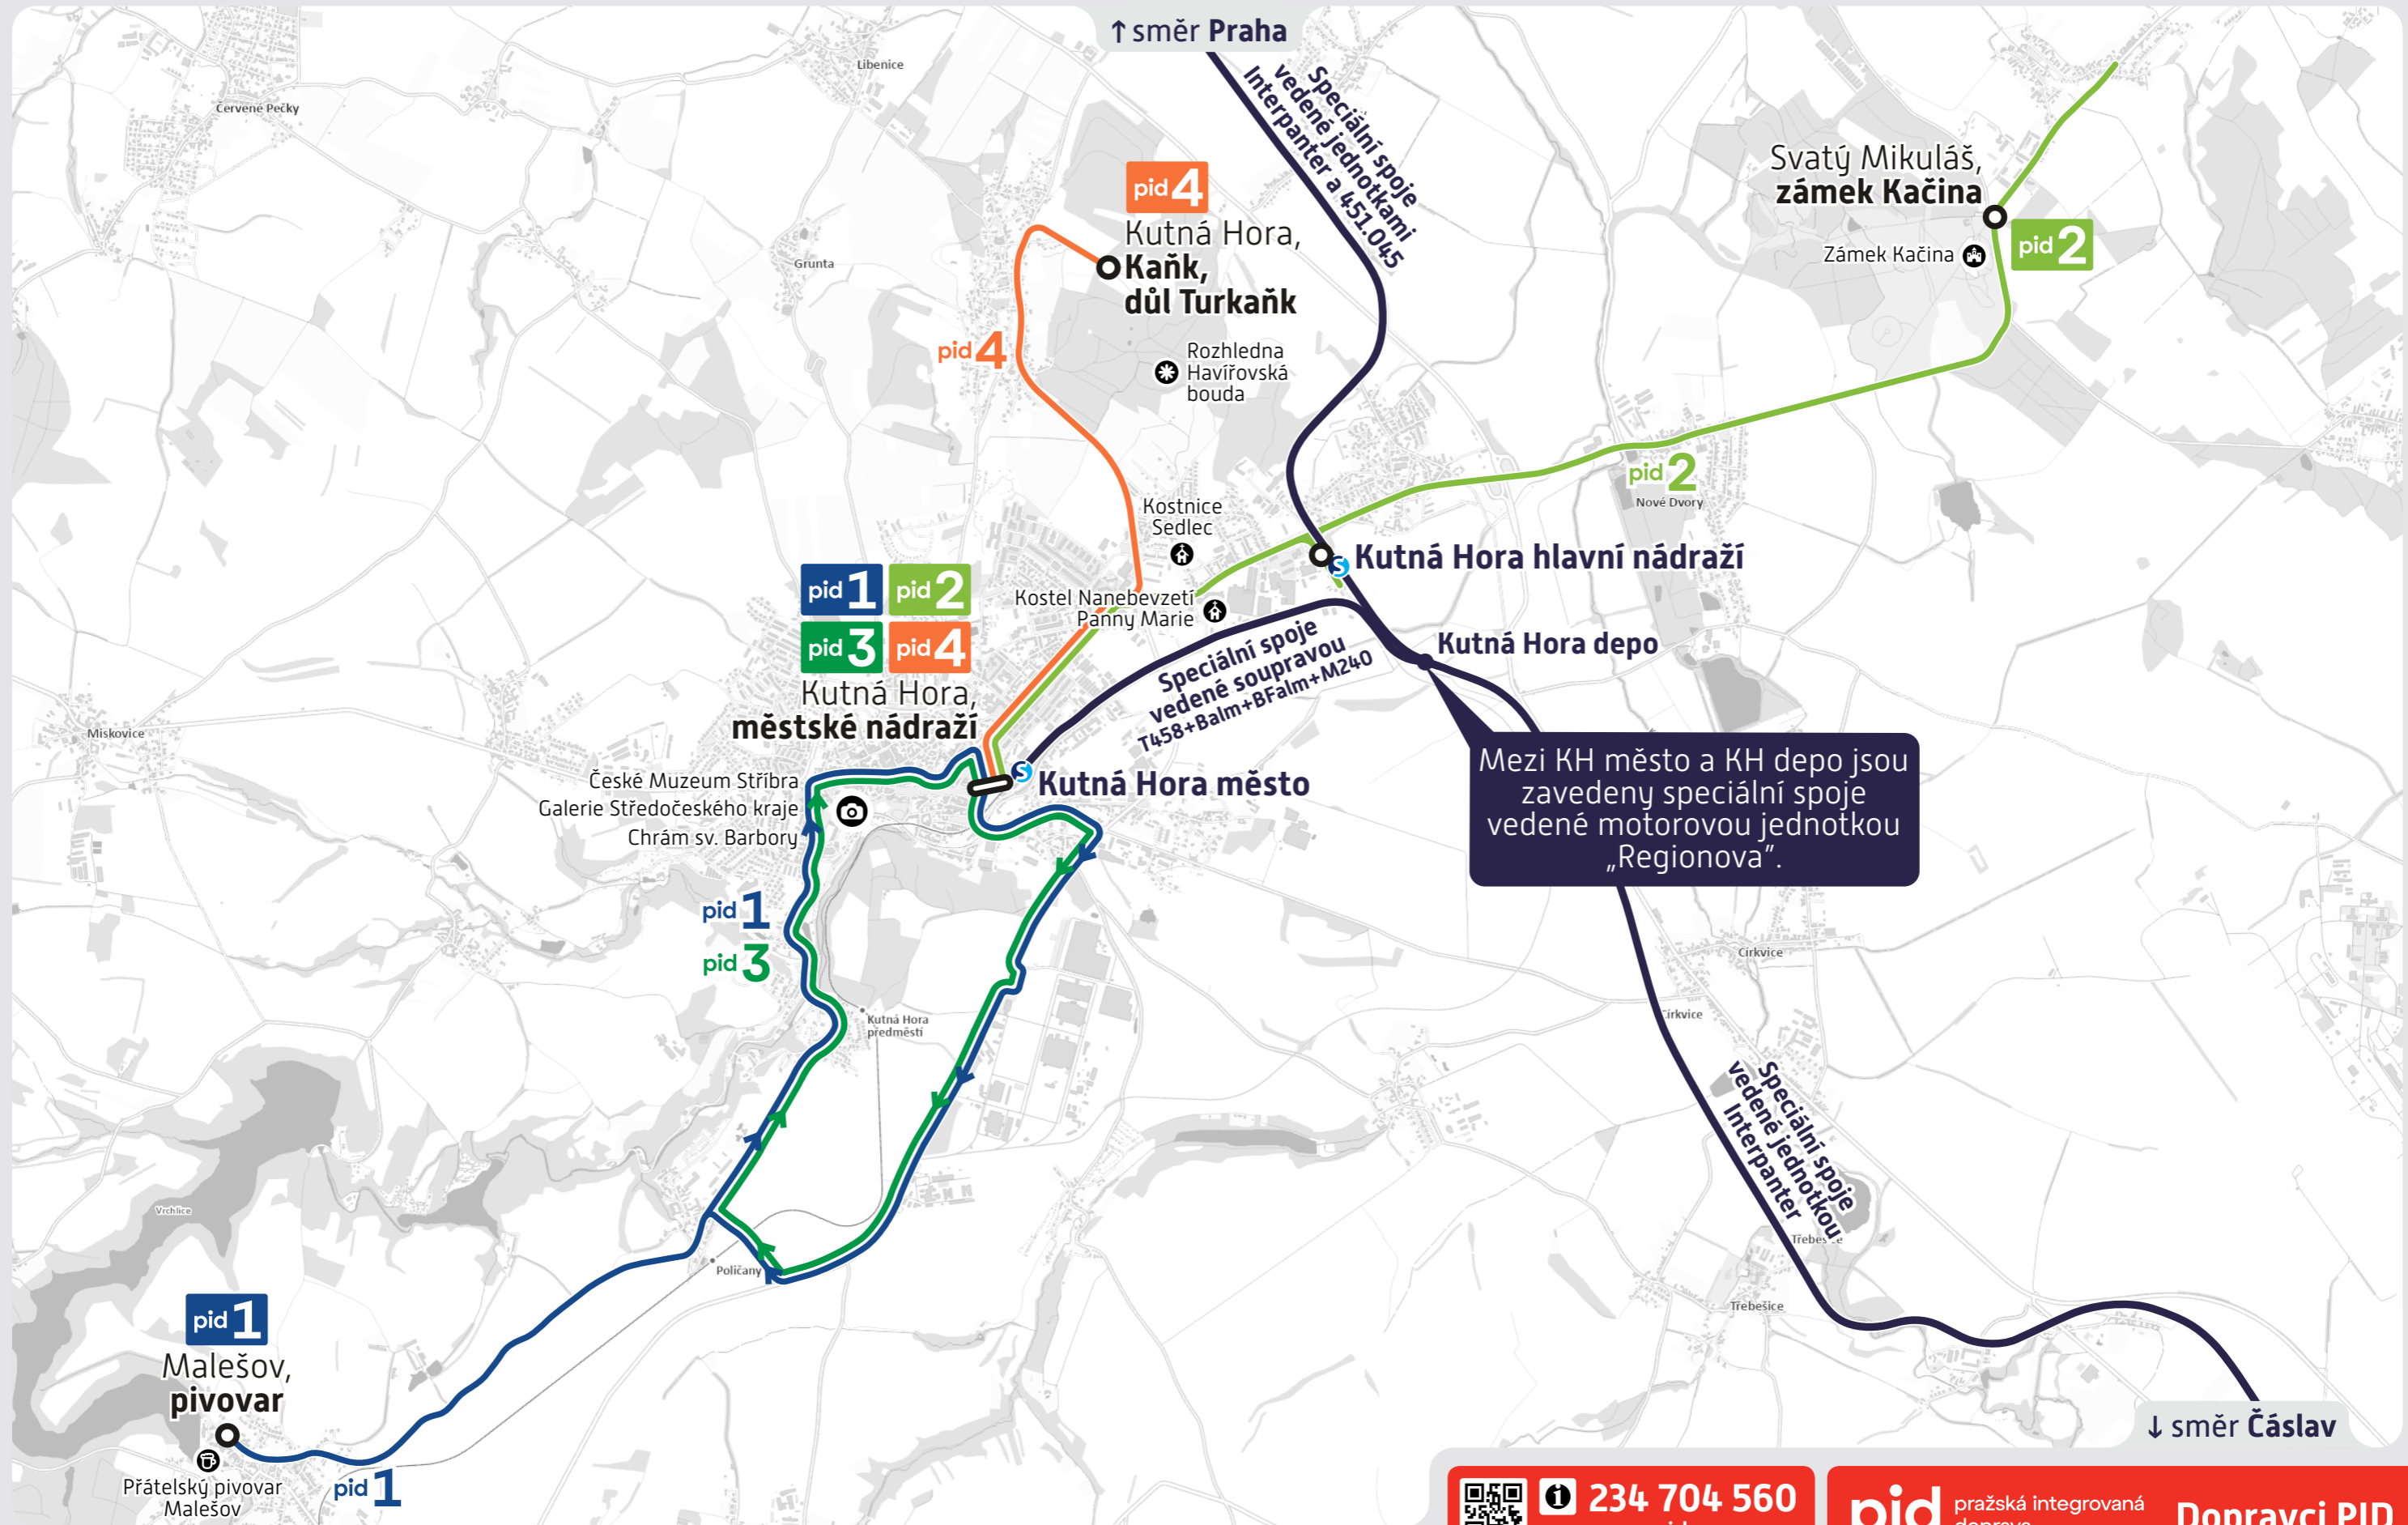 ↑ směr Praha
Libenice
Červené Pečky
Speciální spoje
vedené jednotkami
Interpanter a 451.045
Svatý Mikuláš,
zámek Kačina
Zámek Kačina
pid 2
pid 4
Kutná Hora,
Kaňk,
důl Turkaňk
Grunta
pid 4
Rozhledna
Havířovská
bouda
pid 2
Nové Dvory
Kostnice
Sedlec
Kutná Hora hlavní nádraží
S
pid 1 pid 2
pid 3 pid 4
Kutná Hora,
městské nádraží
Kostel Nanebevzetí
Panny Marie
Kutná Hora depo
Speciální spoje
vedené soupravou
T458+Balm+BFalm+M240
Miskovice
S
Kutná Hora město
České Muzeum Stříbra
Galerie Středočeského kraje
Chrám sv. Barbory
Mezi KH město a KH depo jsou
zavedeny speciální spoje
vedené motorovou jednotkou
„Regionova”.
pid 1
pid 3
Církvice
Církvice
Kutná Hora
předměstí
Speciální spoje
vedené jednotkou
Interpanter
Vrchlice
Poličany
Třebešice
pid 1
Malešov,
pivovar
Přátelský pivovar
Malešov
pid 1
↓ směr Čáslav
234 704 560
pid pražská integrovaná
doprava
Dopravci PID